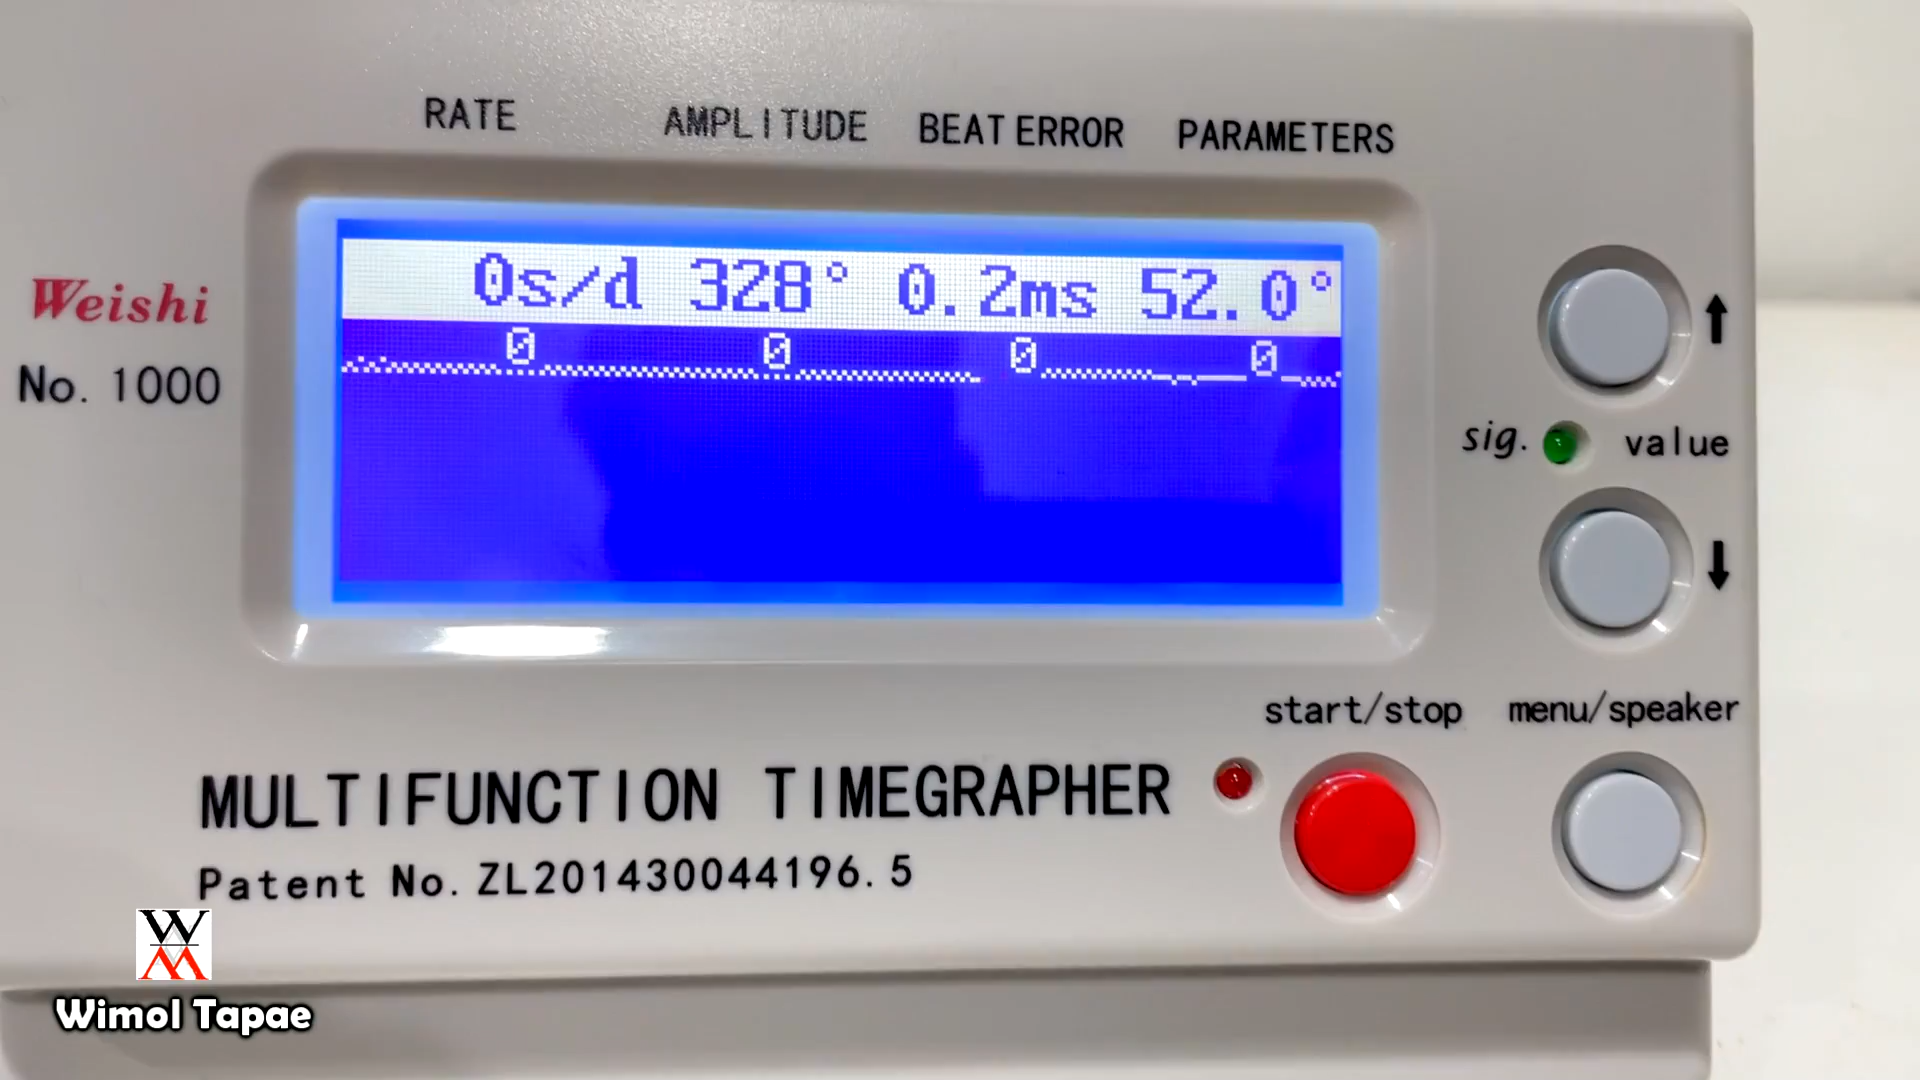 RATE AMPLITUDE BEAT ERROR PARAMETERS
0s/d 328° 0.2ms 52.0°
0 0 0 0
Weishi
No. 1000
sig. value
start/stop menu/speaker
MULTIFUNCTION TIMEGRAPHER
Patent No. ZL201430044196.5
Wimol Tapae